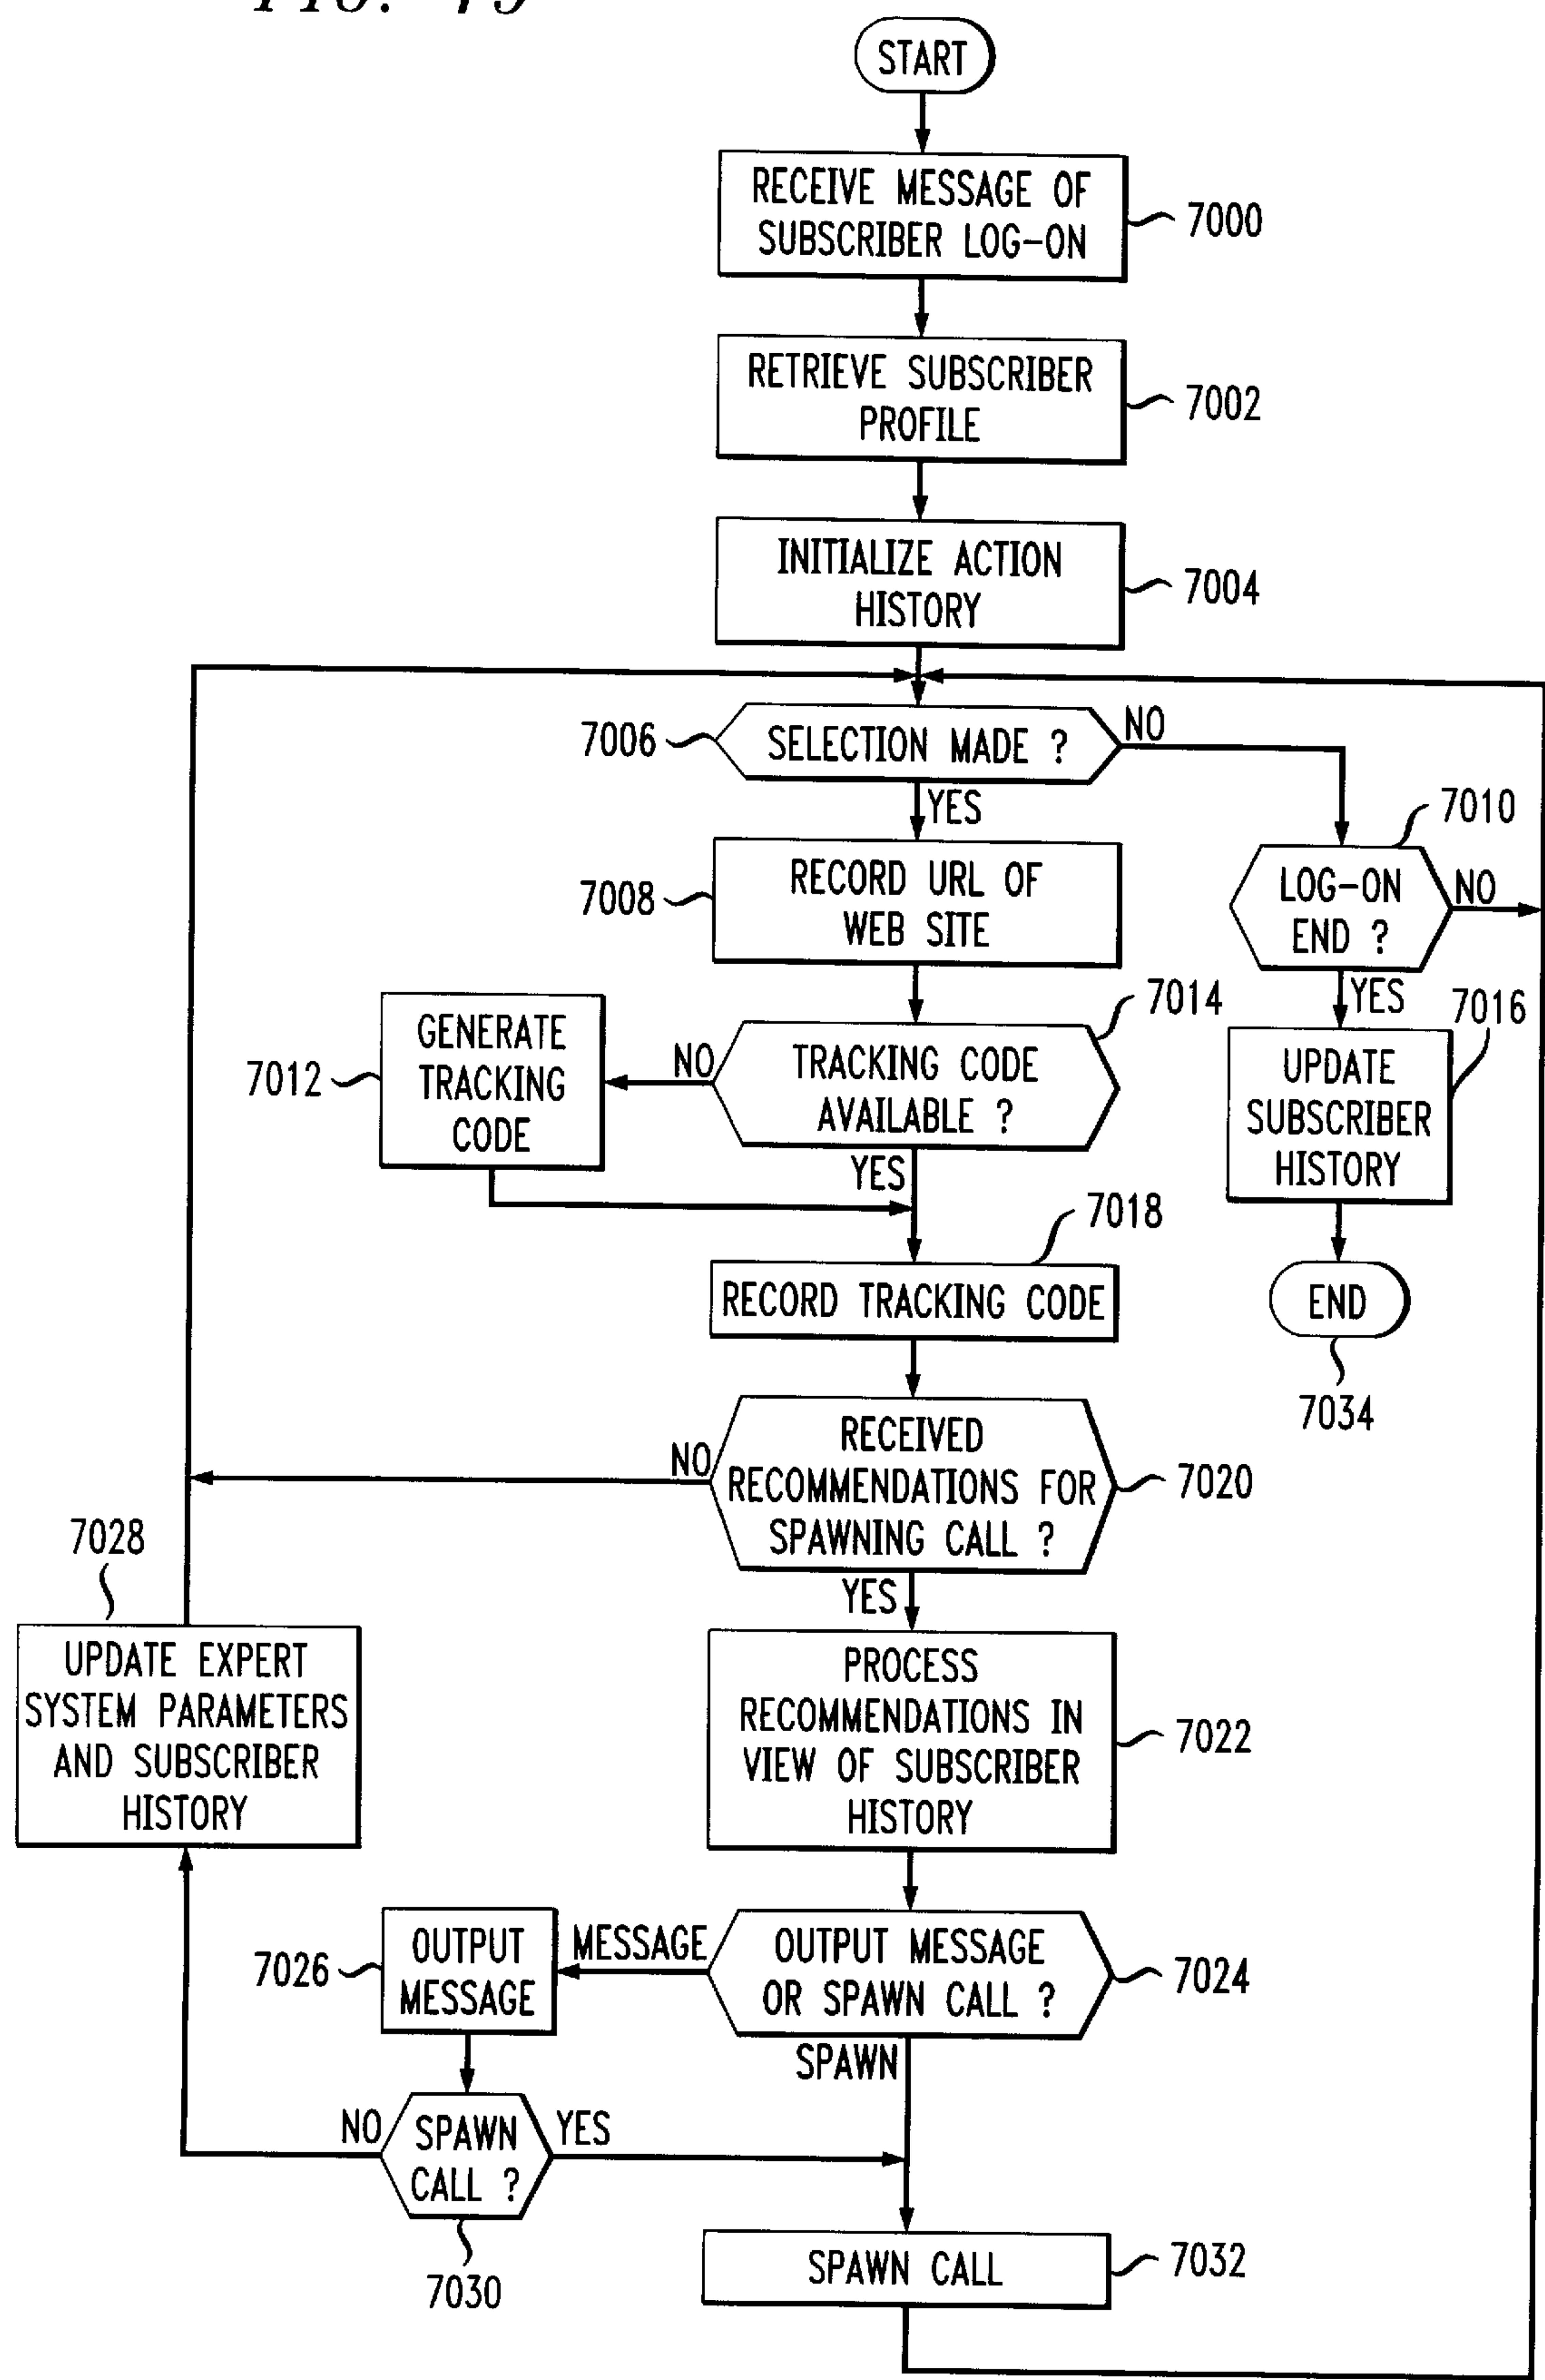 START
RECEIVE MESSAGE OF
SUBSCRIBER LOG-ON
7000
RETRIEVE SUBSCRIBER
PROFILE
7002
INITIALIZE ACTION
HISTORY
7004
7006
SELECTION MADE ?
NO
YES
7010
RECORD URL OF
WEB SITE
7008
LOG-ON
END ?
NO
YES
7014
7016
GENERATE
TRACKING
CODE
7012
NO
TRACKING CODE
AVAILABLE ?
YES
UPDATE
SUBSCRIBER
HISTORY
7018
RECORD TRACKING CODE
END
7034
RECEIVED
RECOMMENDATIONS FOR
SPAWNING CALL ?
NO
7020
YES
7028
UPDATE EXPERT
SYSTEM PARAMETERS
AND SUBSCRIBER
HISTORY
PROCESS
RECOMMENDATIONS IN
VIEW OF SUBSCRIBER
HISTORY
7022
7026
OUTPUT
MESSAGE
MESSAGE
OUTPUT MESSAGE
OR SPAWN CALL ?
7024
SPAWN
NO
SPAWN
CALL ?
YES
7030
SPAWN CALL
7032